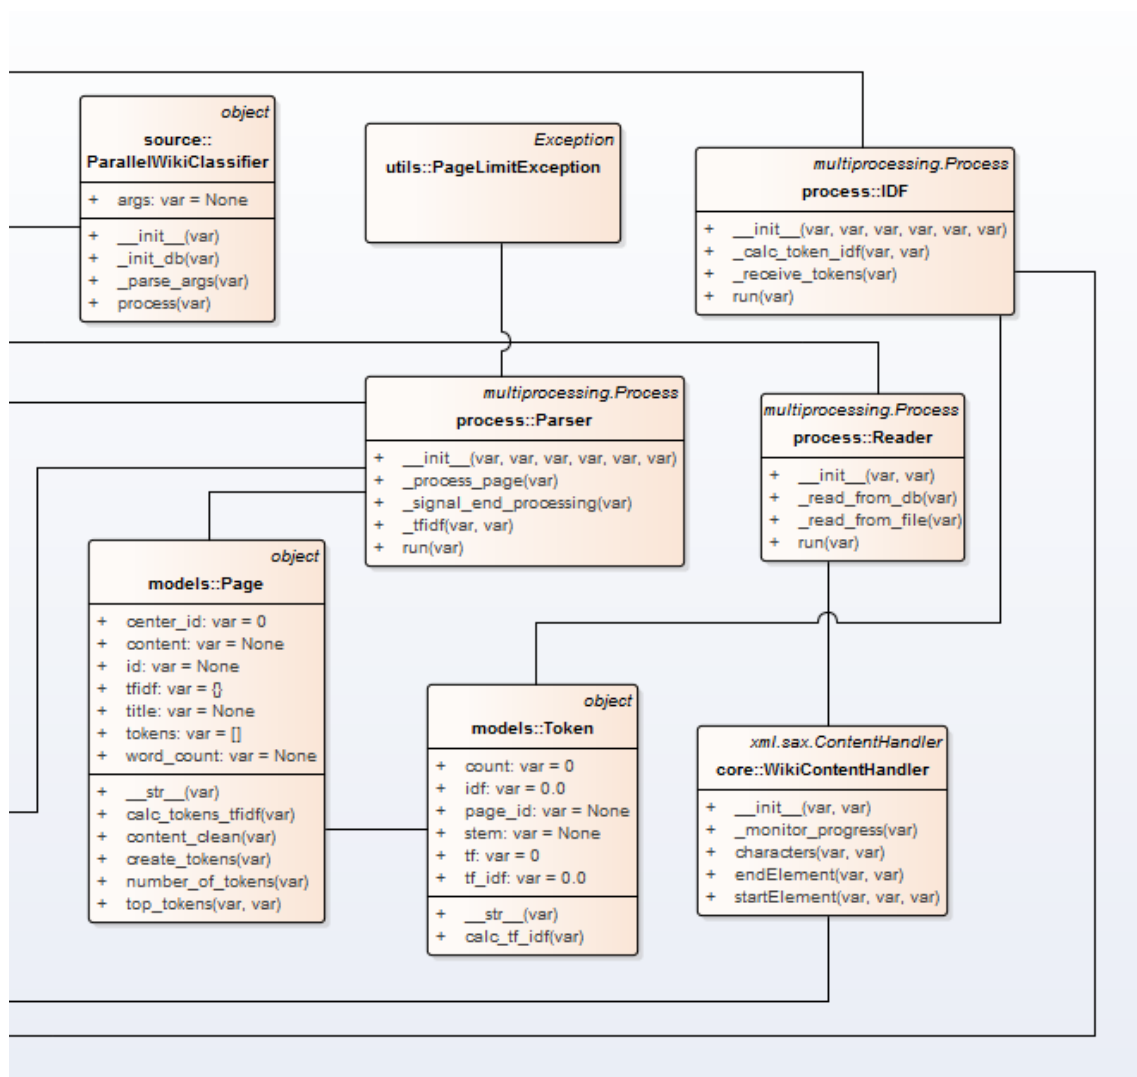 object
source::
ParallelWikiClassifier
+ args: var = None
+ __init__(var)
+ _init_db(var)
+ _parse_args(var)
+ process(var)
Exception
utils::PageLimitException
multiprocessing.Process
process::IDF
+ __init__(var, var, var, var, var, var)
+ _calc_token_idf(var, var)
+ _receive_tokens(var)
+ run(var)
multiprocessing.Process
process::Parser
+ __init__(var, var, var, var, var, var)
+ _process_page(var)
+ _signal_end_processing(var)
+ _tfidf(var, var)
+ run(var)
multiprocessing.Process
process::Reader
+ __init__(var, var)
+ _read_from_db(var)
+ _read_from_file(var)
+ run(var)
object
models::Page
+ center_id: var = 0
+ content: var = None
+ id: var = None
+ tfidf: var = {}
+ title: var = None
+ tokens: var = []
+ word_count: var = None
+ __str__(var)
+ calc_tokens_tfidf(var)
+ content_clean(var)
+ create_tokens(var)
+ number_of_tokens(var)
+ top_tokens(var, var)
object
models::Token
+ count: var = 0
+ idf: var = 0.0
+ page_id: var = None
+ stem: var = None
+ tf: var = 0
+ tf_idf: var = 0.0
+ __str__(var)
+ calc_tf_idf(var)
xml.sax.ContentHandler
core::WikiContentHandler
+ __init__(var, var)
+ _monitor_progress(var)
+ characters(var, var)
+ endElement(var, var)
+ startElement(var, var, var)